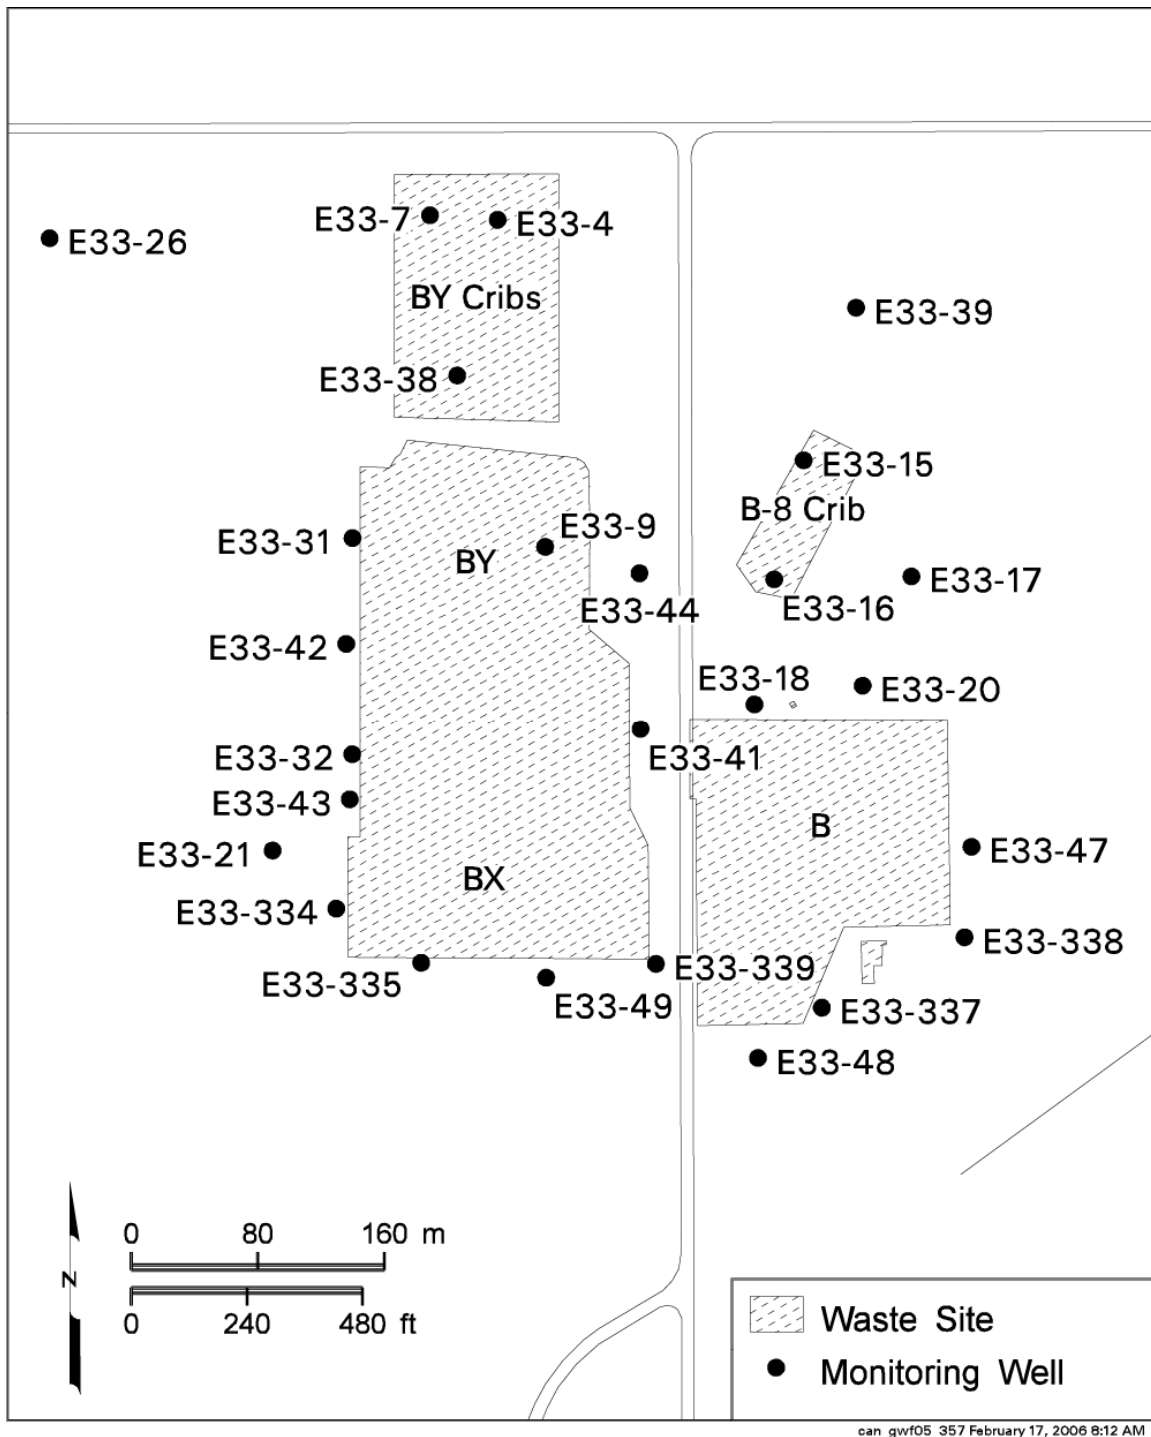 E33-7
E33-4
E33-26
BY Cribs
E33-39
E33-38
E33-15
B-8 Crib
E33-9
E33-31
BY
E33-17
E33-44
E33-16
E33-42
E33-18
E33-20
E33-32
E33-41
E33-43
B
E33-21
E33-47
BX
E33-334
E33-338
E33-339
E33-335
E33-49
E33-337
E33-48
0 80 160 m
N
0 240 480 ft
Waste Site
Monitoring Well
can_gwf05_357 February 17, 2006 8:12 AM